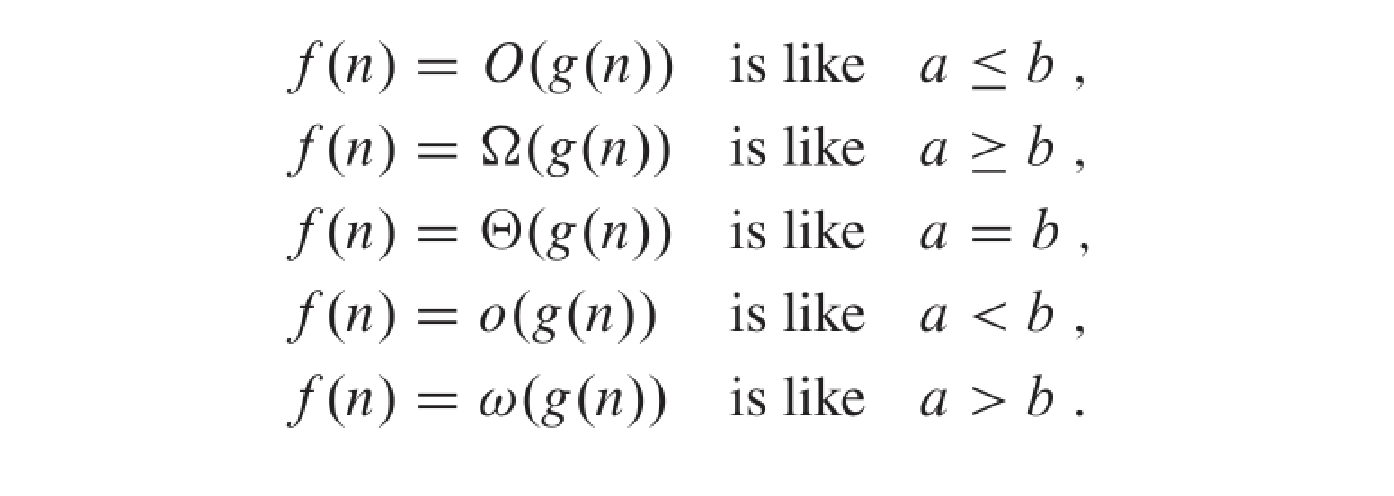 f(n) = O(g(n)) is like a ≤ b ,
f(n) = Ω(g(n)) is like a ≥ b ,
f(n) = Θ(g(n)) is like a = b ,
f(n) = o(g(n)) is like a < b ,
f(n) = ω(g(n)) is like a > b .